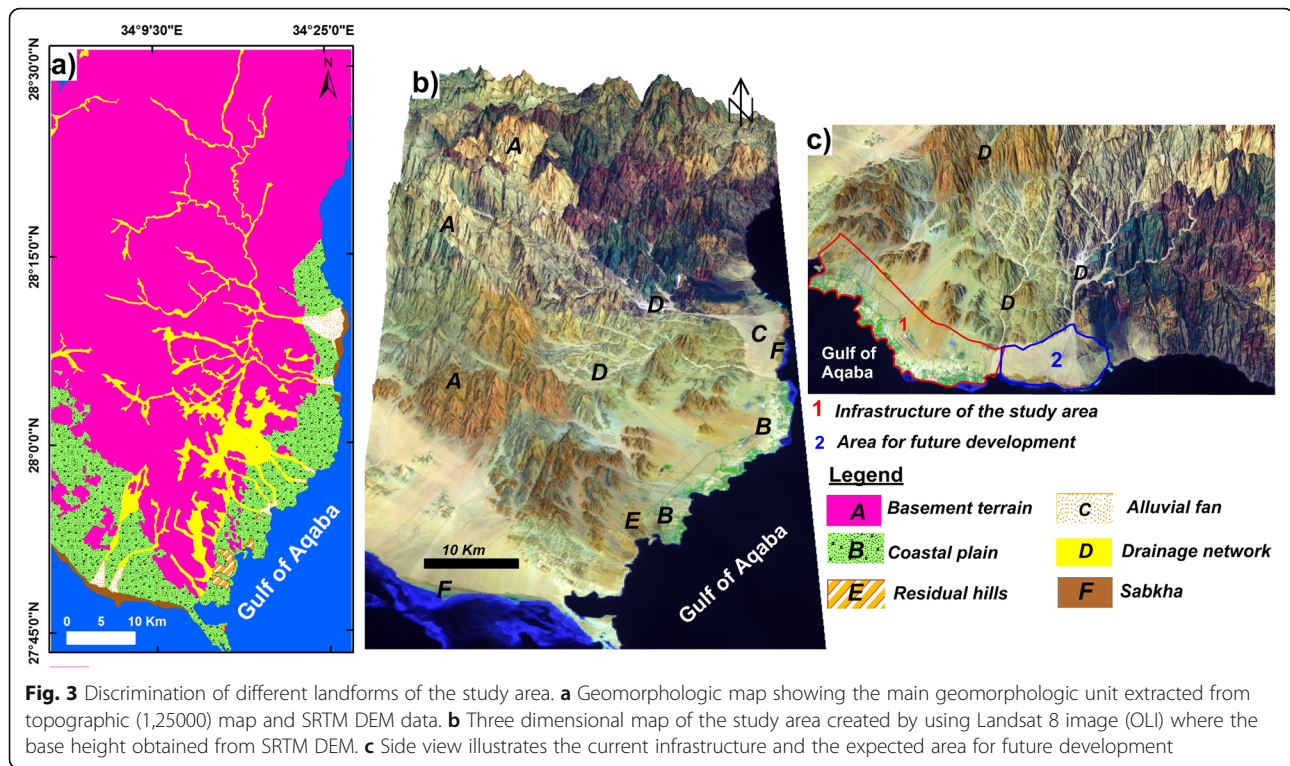 34°9'30"E
34°25'0"E
a)
N
28°30'0"N
28°15'0"N
28°0'0"N
27°45'0"N
Gulf of Aqaba
0 5 10 Km
b)
N
A
A
D
C
F
D
A
B
E
B
10 Km
F
Gulf of Aqaba
c)
D
D
D
1
2
Gulf of
Aqaba
1 Infrastructure of the study area
2 Area for future development
Legend
A Basement terrain
C Alluvial fan
B Coastal plain
D Drainage network
E Residual hills
F Sabkha
Fig. 3 Discrimination of different landforms of the study area. a Geomorphologic map showing the main geomorphologic unit extracted from
topographic (1,25000) map and SRTM DEM data. b Three dimensional map of the study area created by using Landsat 8 image (OLI) where the
base height obtained from SRTM DEM. c Side view illustrates the current infrastructure and the expected area for future development